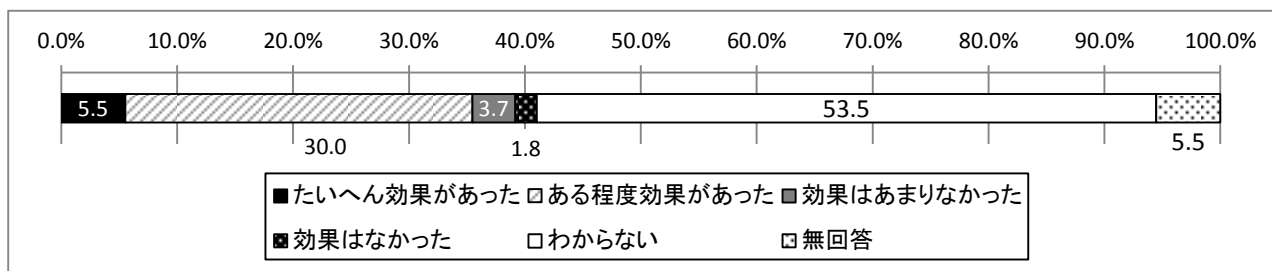 0.0% 10.0% 20.0% 30.0% 40.0% 50.0% 60.0% 70.0% 80.0% 90.0% 100.0%
5.5 3.7 53.5
30.0 1.8 5.5
たいへん効果があった ある程度効果があった 効果はあまりなかった
効果はなかった わからない 無回答